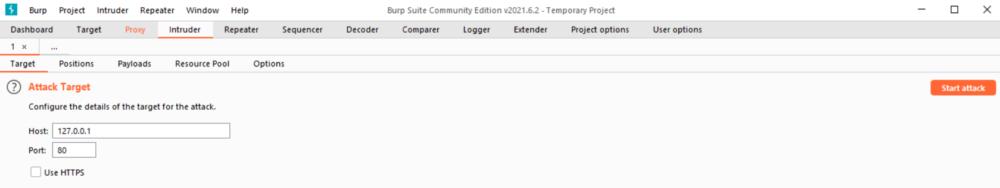 Burp Project Intruder Repeater Window Help Burp Suite Community Edition v2021.6.2 - Temporary Project
Dashboard Target Proxy Intruder Repeater Sequencer Decoder Comparer Logger Extender Project options User options
1 × ...
Target Positions Payloads Resource Pool Options
? Attack Target Start attack
Configure the details of the target for the attack.
Host: 127.0.0.1
Port: 80
Use HTTPS